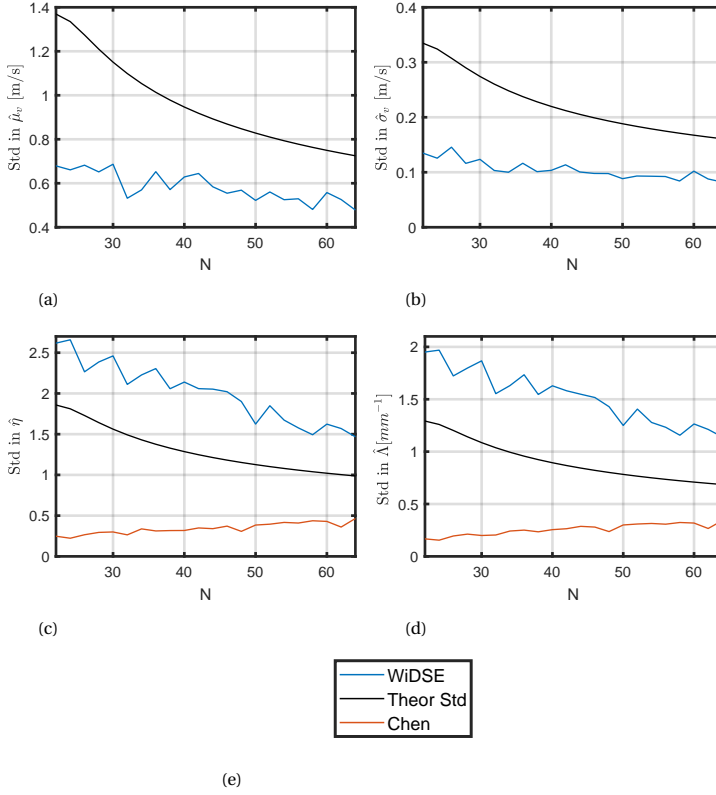 1.4
1.2
1
0.8
0.6
0.4
Std in μ̂_v [m/s]
30 40 50 60
N
(a)
0.4
0.3
0.2
0.1
0
Std in σ̂_v [m/s]
30 40 50 60
N
(b)
2.5
2
1.5
1
0.5
0
Std in η̂
30 40 50 60
N
(c)
2
1.5
1
0.5
0
Std in Λ̂[mm⁻¹]
30 40 50 60
N
(d)
WiDSE
Theor Std
Chen
(e)